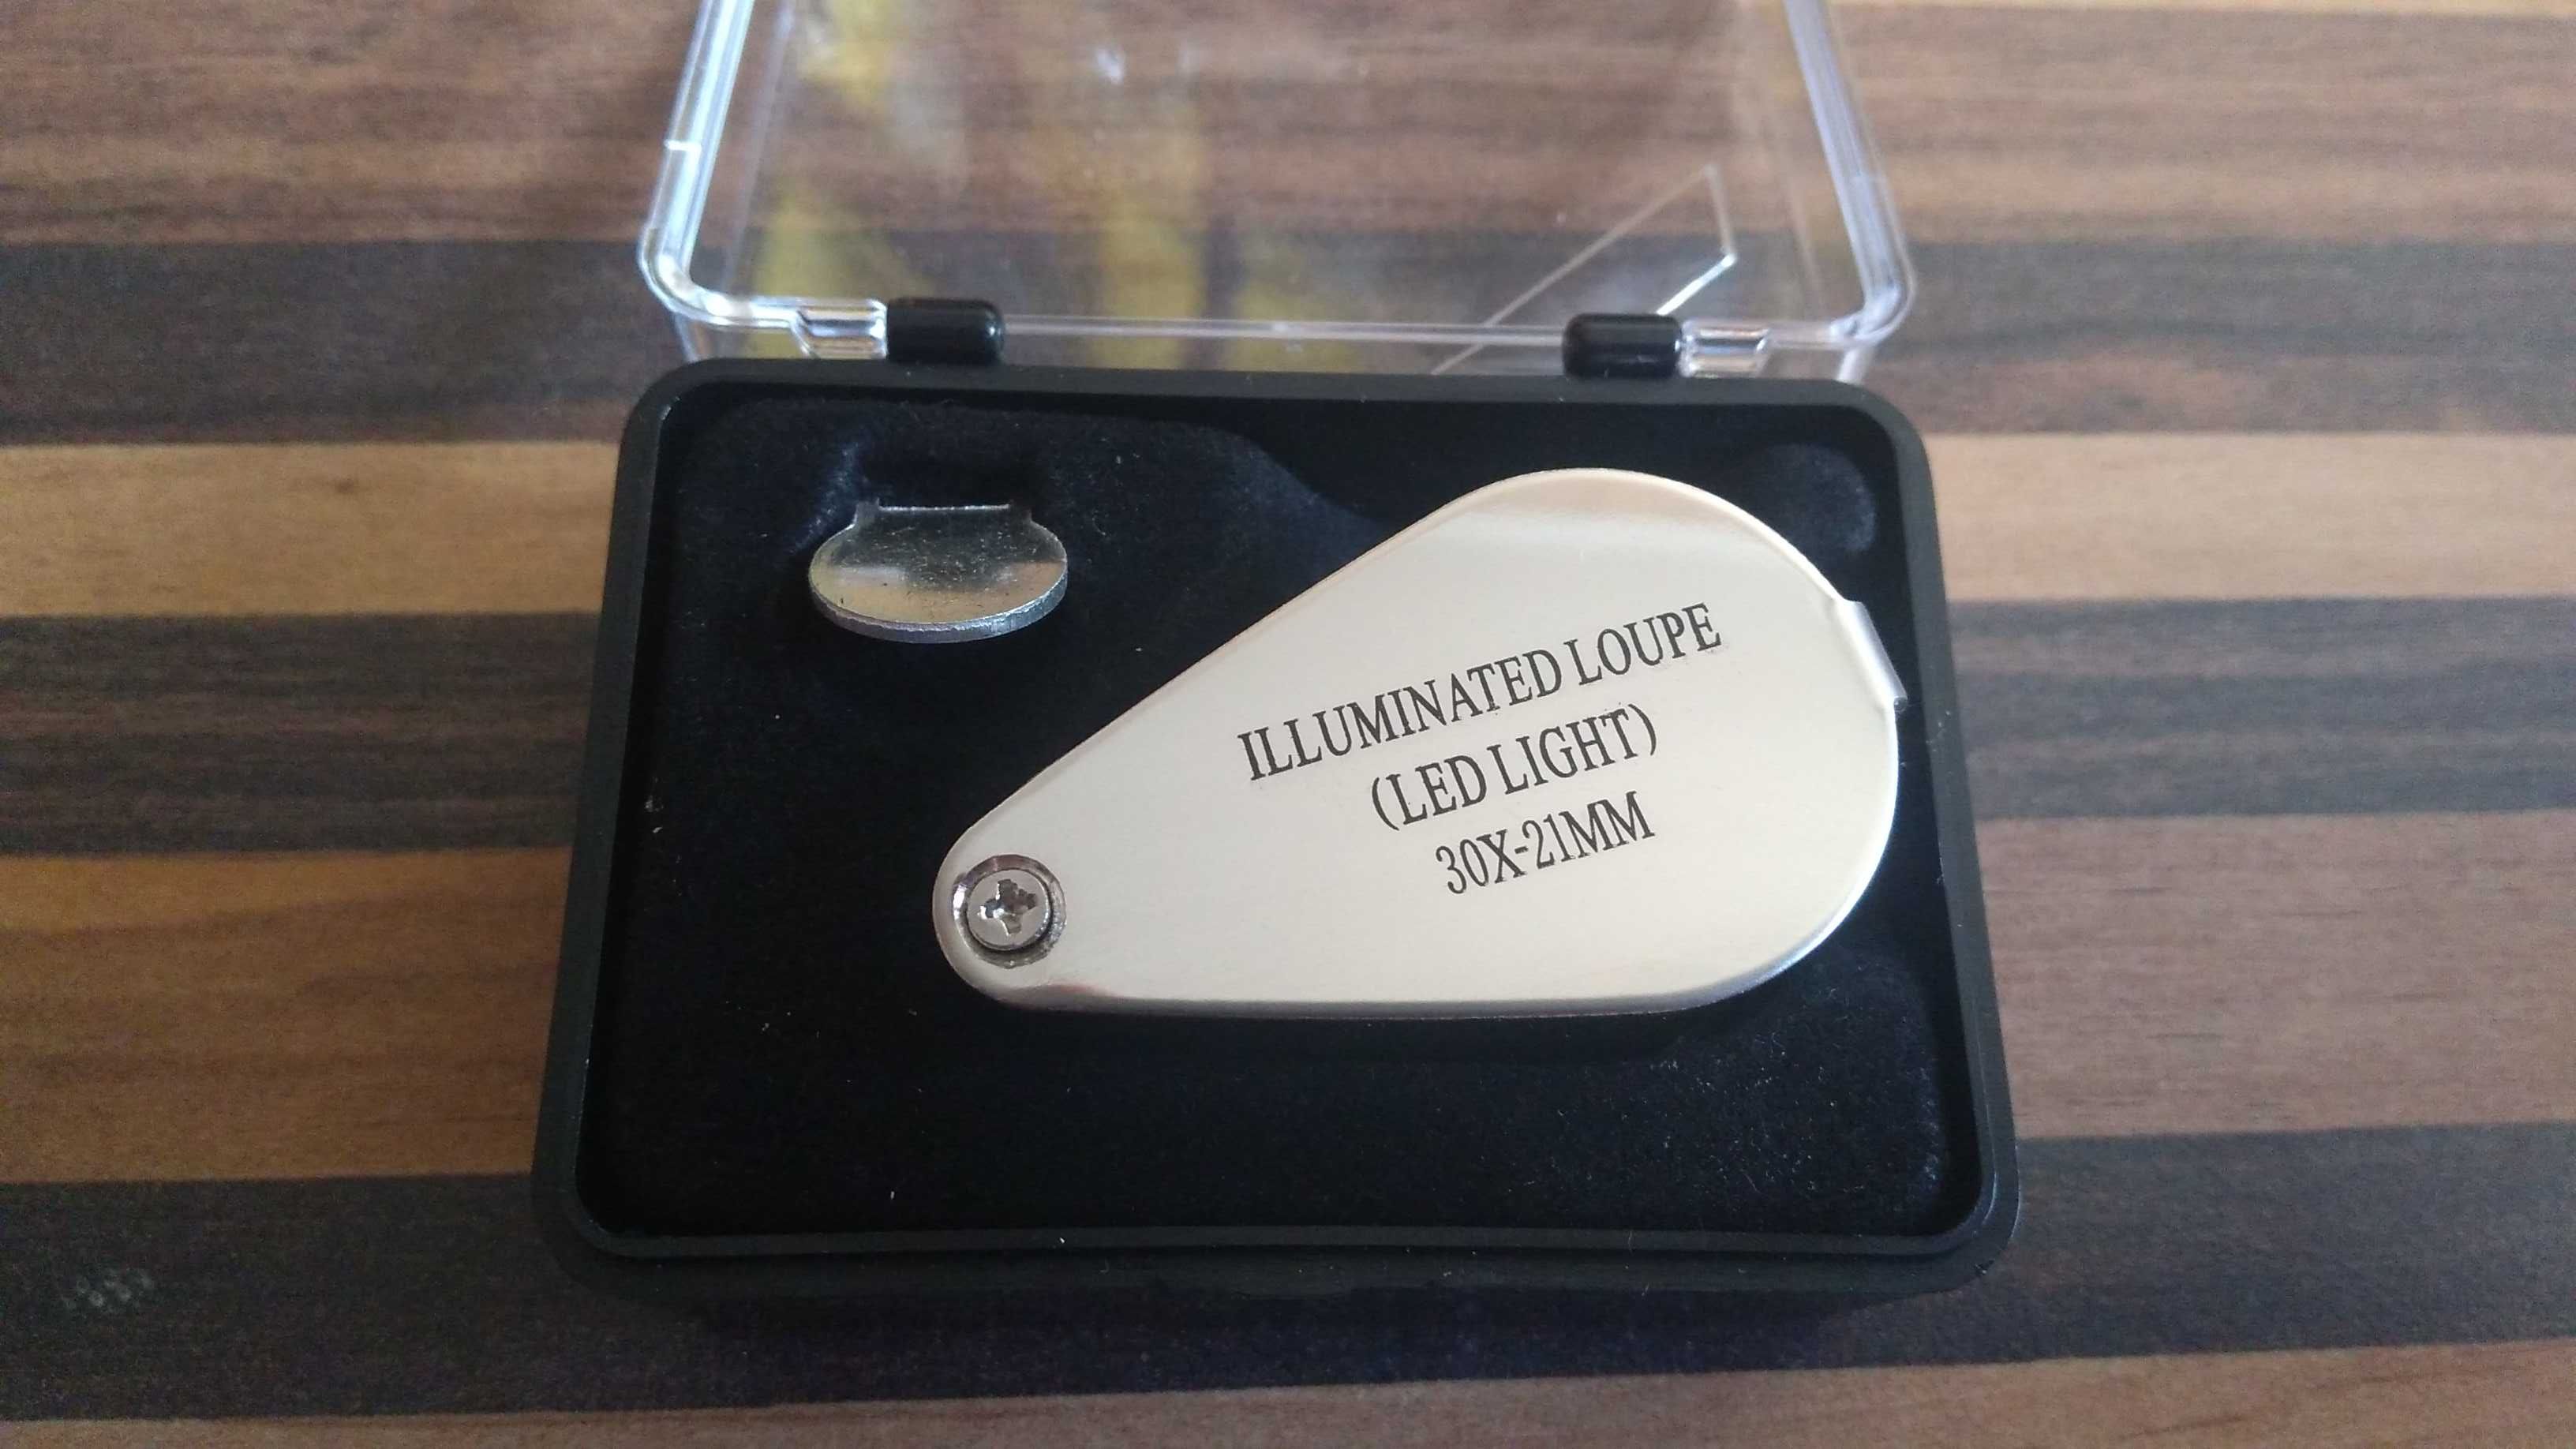 ILLUMINATED LOUPE
(LED LIGHT)
30X-21MM